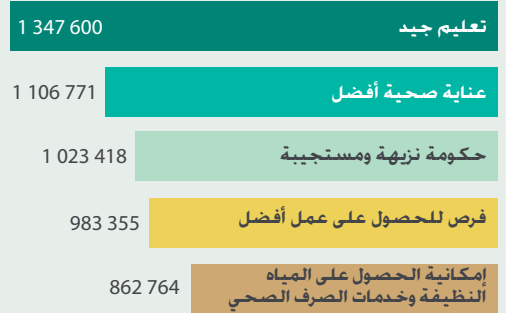 تعليم جيد
1 347 600
عناية صحية أفضل
1 106 771
حكومة نزيهة ومستجيبة
1 023 418
فرص للحصول على عمل أفضل
983 355
إمكانية الحصول على المياه
النظيفة وخدمات الصرف الصحي
862 764